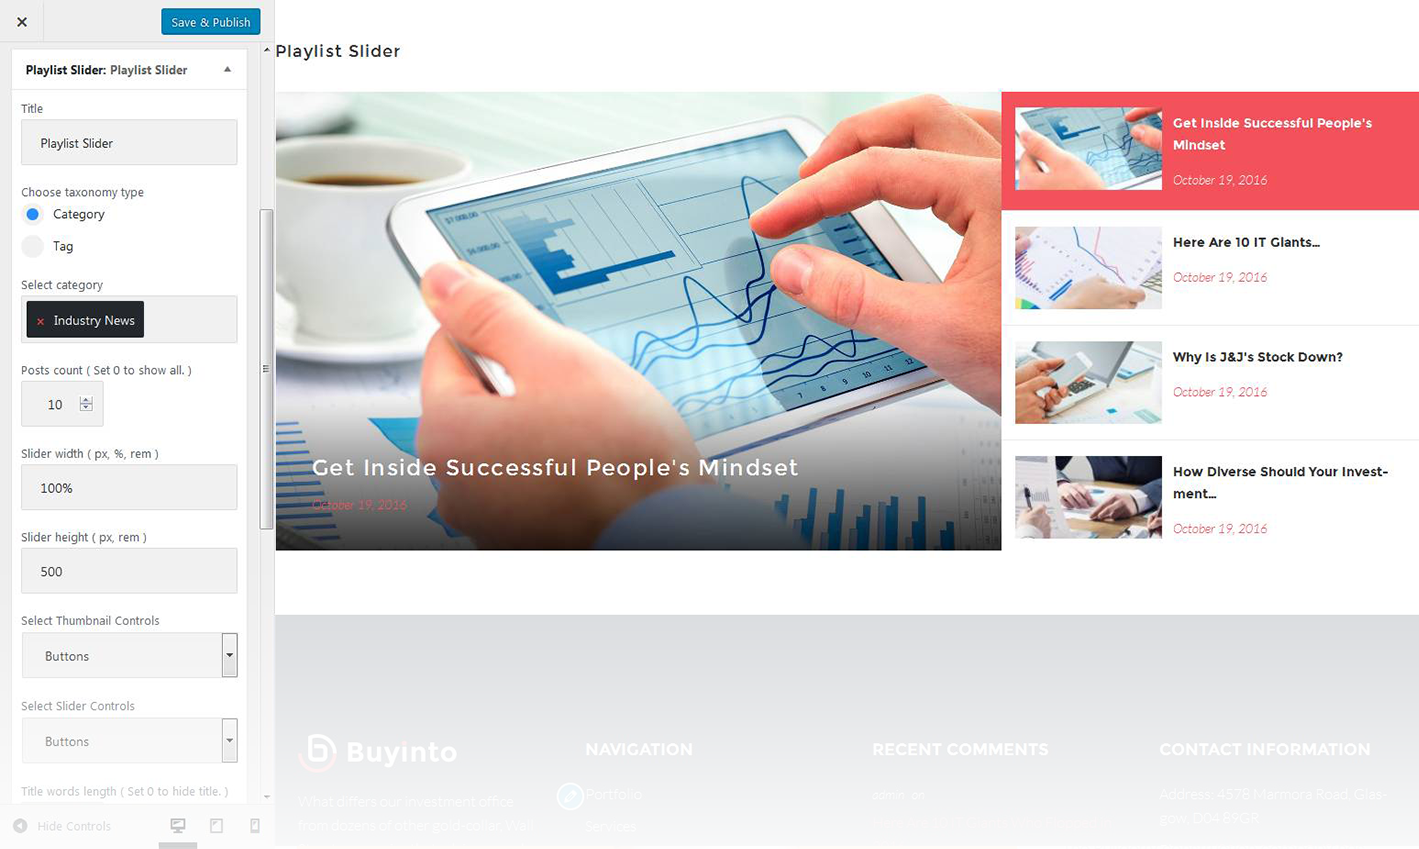 Save & Publish
Playlist Slider: Playlist Slider
Title
Playlist Slider
Choose taxonomy type
Category
Tag
Select category
× Industry News
Posts count ( Set 0 to show all. )
10
Slider width ( px, %, rem )
100%
Slider height ( px, rem )
500
Select Thumbnail Controls
Buttons
Select Slider Controls
Buttons
Title words length ( Set 0 to hide title. )
Hide Controls
Playlist Slider
Get Inside Successful People's Mindset
October 19, 2016
Get Inside Successful People's
Mindset
October 19, 2016
Here Are 10 IT Giants...
October 19, 2016
Why Is J&J's Stock Down?
October 19, 2016
How Diverse Should Your Invest-
ment...
October 19, 2016
BuyInto
What differs our investment office
from dozens of other gold-collar Wall
NAVIGATION
Portfolio
Services
RECENT COMMENTS
admin on
CONTACT INFORMATION
Address: 4578 Marmora Road, Glas-
gow, D04 89GR